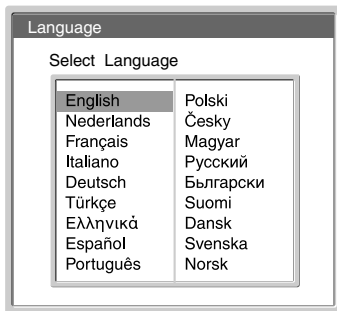 Language
Select Language
English
Nederlands
Français
Italiano
Deutsch
Türkçe
Ελληνικά
Español
Português
Polski
Česky
Magyar
Русский
Бьлгарски
Suomi
Dansk
Svenska
Norsk